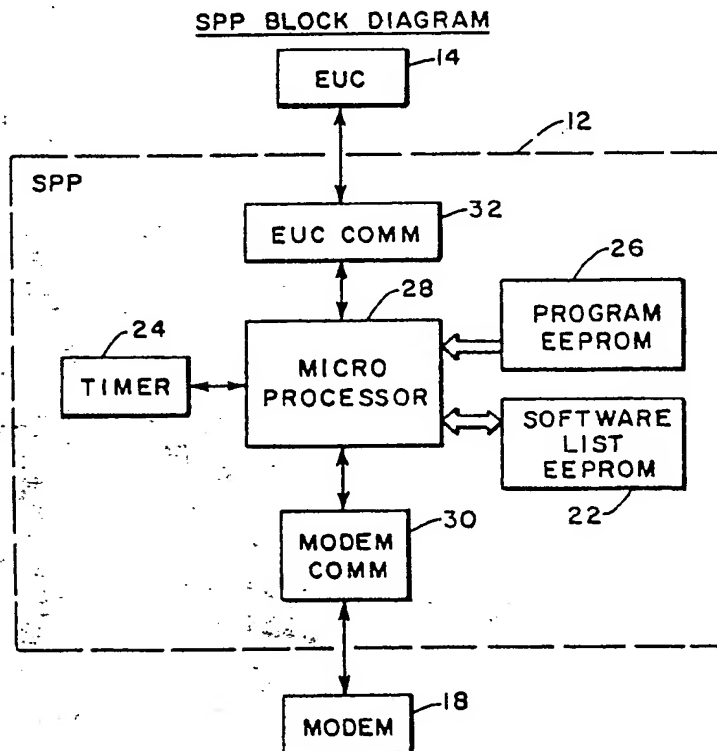 SPP BLOCK DIAGRAM
EUC
14
12
SPP
EUC COMM
32
28
26
PROGRAM
EEPROM
24
TIMER
MICRO
PROCESSOR
SOFTWARE
LIST
EEPROM
22
30
MODEM
COMM
MODEM
18